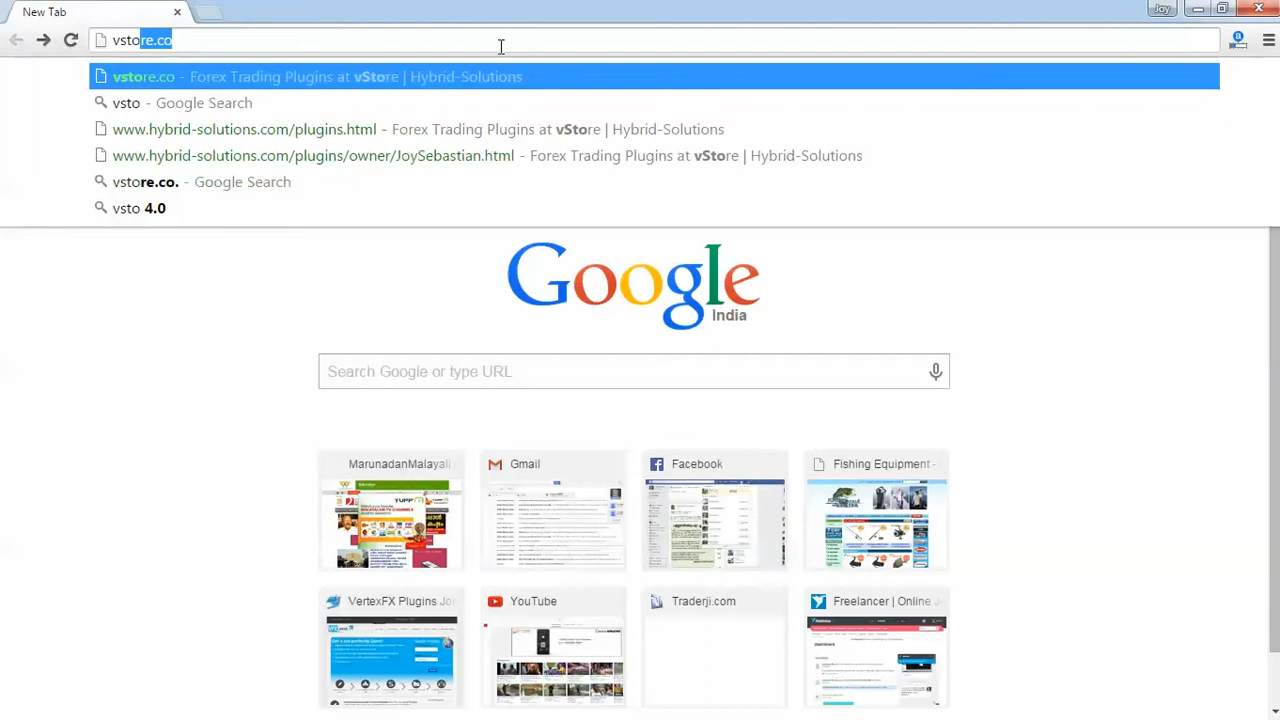 New Tab
Joy
vstore.co
vstore.co - Forex Trading Plugins at vStore | Hybrid-Solutions
vsto - Google Search
www.hybrid-solutions.com/plugins.html - Forex Trading Plugins at vStore | Hybrid-Solutions
www.hybrid-solutions.com/plugins/owner/JoySebastian.html - Forex Trading Plugins at vStore | Hybrid-Solutions
vstore.co. - Google Search
vsto 4.0
Google
India
Search Google or type URL
MarunadanMalayali
Gmail
Facebook
Fishing Equipment -
VertexFX Plugins Jo
YouTube
Traderji.com
Freelancer | Online J